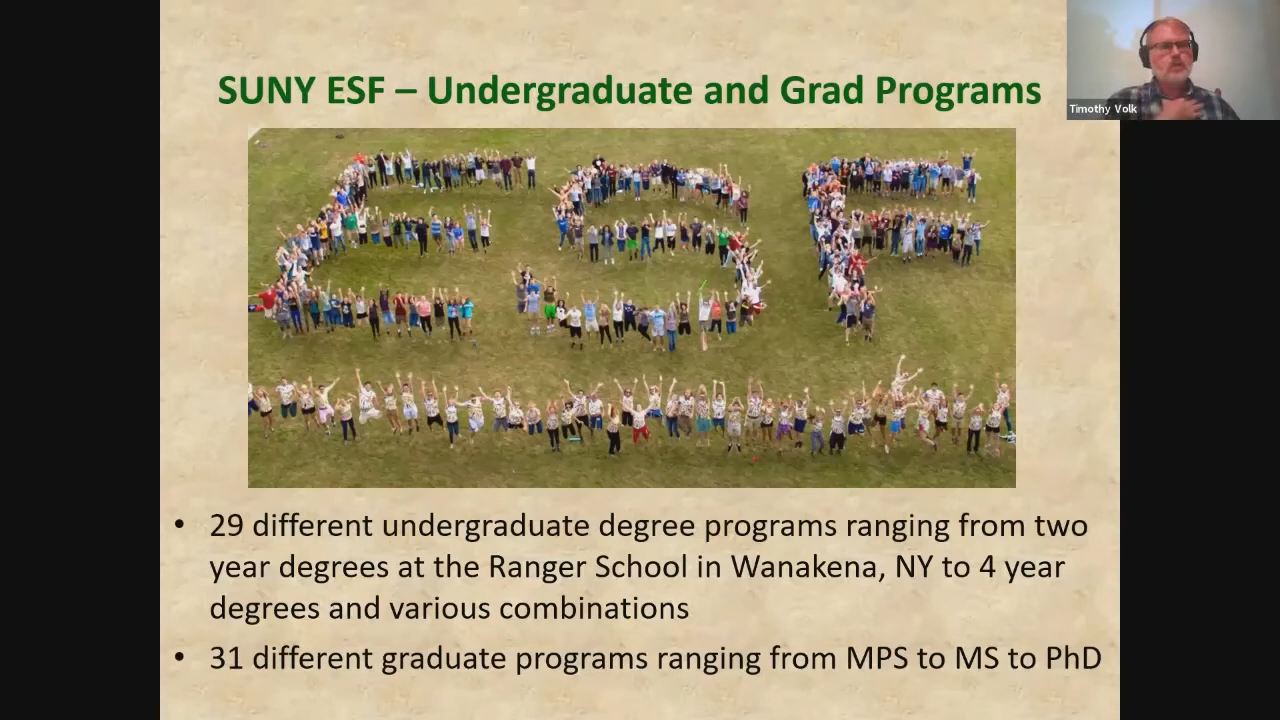 SUNY ESF – Undergraduate and Grad Programs
Timothy Volk
ESF
• 29 different undergraduate degree programs ranging from two
year degrees at the Ranger School in Wanakena, NY to 4 year
degrees and various combinations
• 31 different graduate programs ranging from MPS to MS to PhD